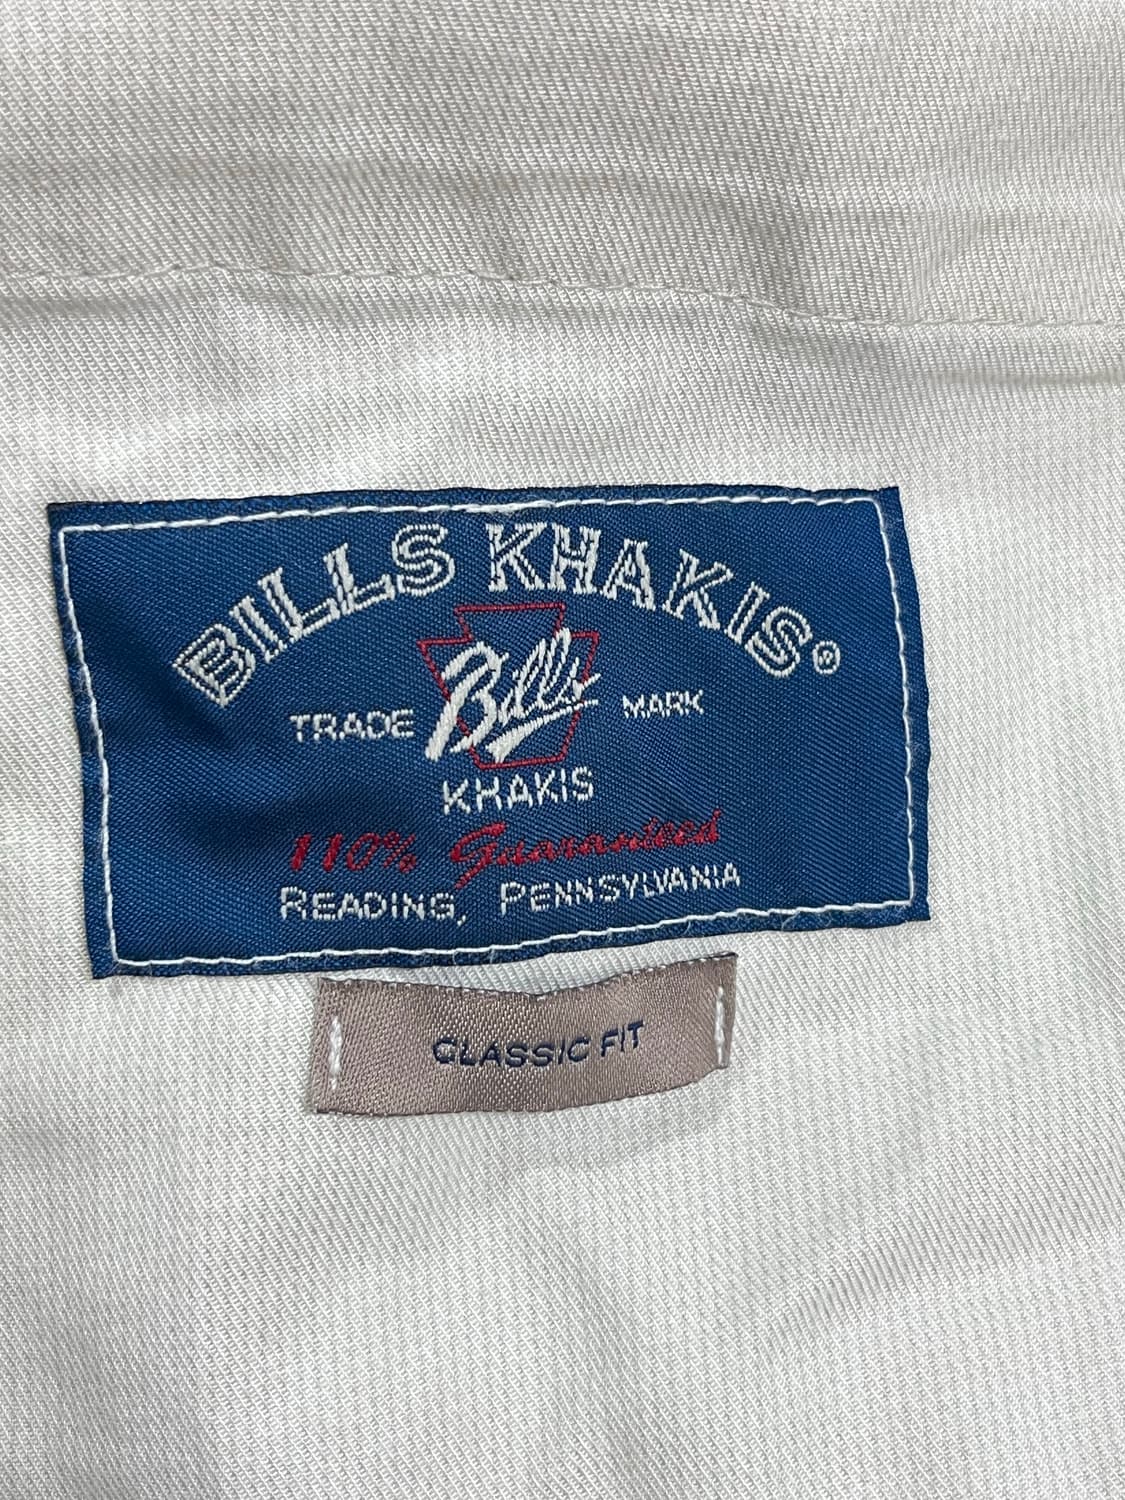 BILLS KHAKIS®
TRADE Bills MARK
KHAKIS
110% Guaranteed
READING, PENNSYLVANIA
CLASSIC FIT